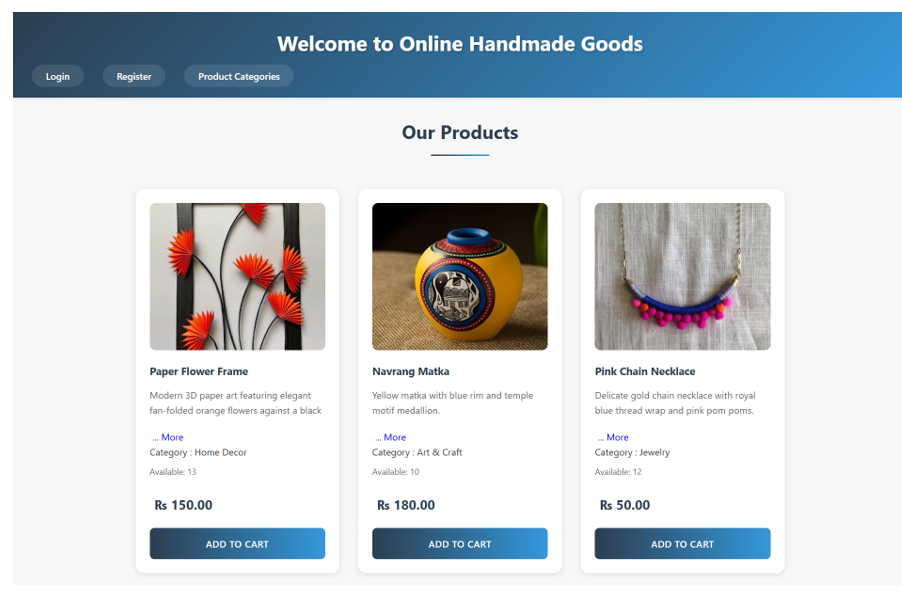 Welcome to Online Handmade Goods
Login
Register
Product Categories
Our Products
Paper Flower Frame
Modern 3D paper art featuring elegant
fan-folded orange flowers against a black
... More
Category : Home Decor
Available: 13
₨ 150.00
ADD TO CART
Navrang Matka
Yellow matka with blue rim and temple
motif medallion.
... More
Category : Art & Craft
Available: 10
₨ 180.00
ADD TO CART
Pink Chain Necklace
Delicate gold chain necklace with royal
blue thread wrap and pink pom poms.
... More
Category : Jewelry
Available: 12
₨ 50.00
ADD TO CART